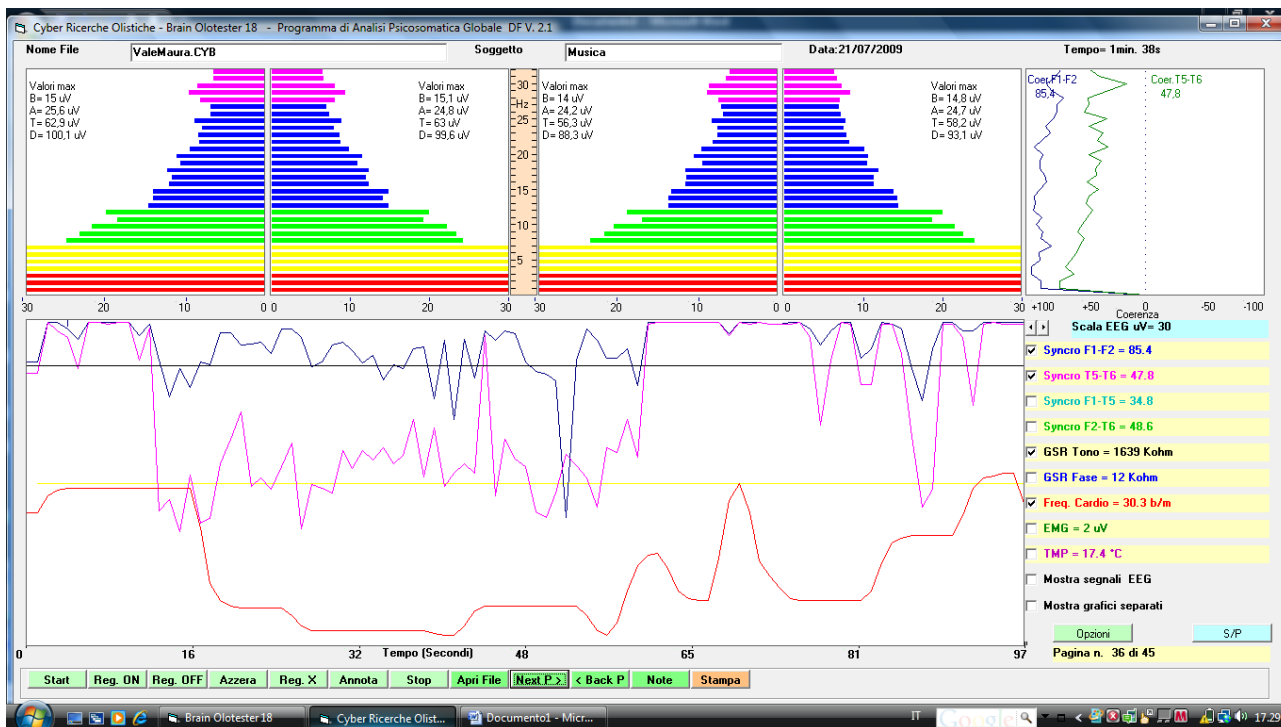 Cyber Ricerche Olistiche - Brain Olotester 18 - Programma di Analisi Psicosomatica Globale DF V. 2.1
Nome File ValeMaura.CYB Soggetto Musica Data:21/07/2009 Tempo= 1min. 38s
Valori max
B= 15 uV
A= 25,6 uV
T= 62,9 uV
D= 100,1 uV
Valori max
B= 15,1 uV
A= 24,8 uV
T= 63 uV
D= 99,6 uV
30
Hz
25
20
15
10
5
Valori max
B= 14 uV
A= 24,2 uV
T= 56,3 uV
D= 88,3 uV
Valori max
B= 14,8 uV
A= 24,7 uV
T= 58,2 uV
D= 93,1 uV
Coer.F1-F2
85,4
Coer.T5-T6
47,8
30 20 10 0 0 10 20 30 30 20 10 0 0 10 20 30 +100 +50 0 -50 -100
Coerenza
Scala EEG uV= 30
Syncro F1-F2 = 85.4
Syncro T5-T6 = 47.8
Syncro F1-T5 = 34.8
Syncro F2-T6 = 48.6
GSR Tono = 1639 Kohm
GSR Fase = 12 Kohm
Freq. Cardio = 30.3 b/m
EMG = 2 uV
TMP = 17.4 °C
Mostra segnali EEG
Mostra grafici separati
Opzioni S/P
Pagina n. 36 di 45
0 16 32 Tempo (Secondi) 48 65 81 97
Start Reg. ON Reg. OFF Azzera Reg. X Annota Stop Apri File Next P > < Back P Note Stampa
Brain Olotester 18 Cyber Ricerche Olist... Documento1 - Micr... IT Google 17.29